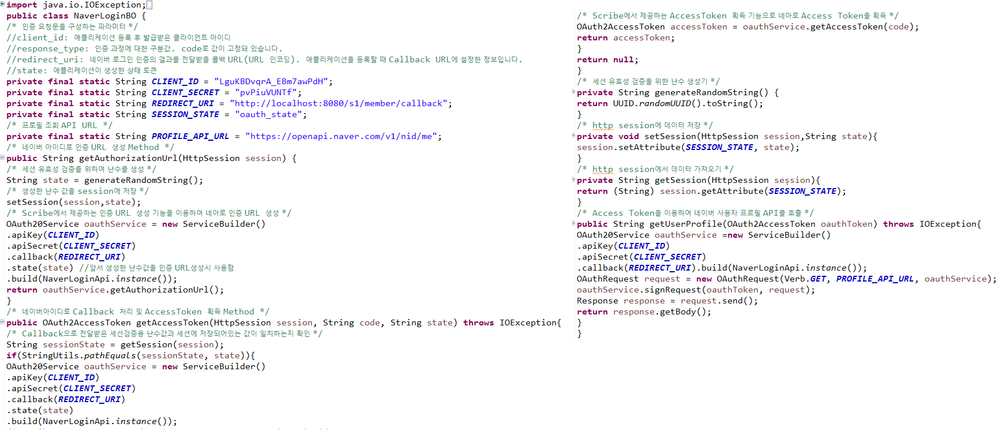 import java.io.IOException;
public class NaverLoginBO {
/* 인증 요청문을 구성하는 파라미터 */
//client_id: 애플리케이션 등록 후 발급받은 클라이언트 아이디
//response_type: 인증 과정에 대한 구분값. code로 값이 고정돼 있습니다.
//redirect_uri: 네이버 로그인 인증의 결과를 전달받을 콜백 URL(URL 인코딩). 애플리케이션을 등록할 때 Callback URL에 설정한 정보입니다.
//state: 애플리케이션이 생성한 상태 토큰
private final static String CLIENT_ID = "LguKBDvqrA_EBm7awPdH";
private final static String CLIENT_SECRET = "pvPiuVUNTf";
private final static String REDIRECT_URI = "http://localhost:8080/s1/member/callback";
private final static String SESSION_STATE = "oauth_state";
/* 프로필 조회 API URL */
private final static String PROFILE_API_URL = "https://openapi.naver.com/v1/nid/me";
/* 네이버 아이디로 인증 URL 생성 Method */
public String getAuthorizationUrl(HttpSession session) {
/* 세션 유효성 검증을 위하여 난수를 생성 */
String state = generateRandomString();
/* 생성한 난수 값을 session에 저장 */
setSession(session,state);
/* Scribe에서 제공하는 인증 URL 생성 기능을 이용하여 네아로 인증 URL 생성 */
OAuth20Service oauthService = new ServiceBuilder()
.apiKey(CLIENT_ID)
.apiSecret(CLIENT_SECRET)
.callback(REDIRECT_URI)
.state(state) //앞서 생성한 난수값을 인증 URL생성시 사용함
.build(NaverLoginApi.instance());
return oauthService.getAuthorizationUrl();
}
/* 네이버아이디로 Callback 처리 및 AccessToken 획득 Method */
public OAuth2AccessToken getAccessToken(HttpSession session, String code, String state) throws IOException{
/* Callback으로 전달받은 세선검증용 난수값과 세션에 저장되어있는 값이 일치하는지 확인 */
String sessionState = getSession(session);
if(StringUtils.pathEquals(sessionState, state)){
OAuth20Service oauthService = new ServiceBuilder()
.apiKey(CLIENT_ID)
.apiSecret(CLIENT_SECRET)
.callback(REDIRECT_URI)
.state(state)
.build(NaverLoginApi.instance());
/* Scribe에서 제공하는 AccessToken 획득 기능으로 네아로 Access Token을 획득 */
OAuth2AccessToken accessToken = oauthService.getAccessToken(code);
return accessToken;
}
return null;
}
/* 세션 유효성 검증을 위한 난수 생성기 */
private String generateRandomString() {
return UUID.randomUUID().toString();
}
/* http session에 데이터 저장 */
private void setSession(HttpSession session,String state){
session.setAttribute(SESSION_STATE, state);
}
/* http session에서 데이터 가져오기 */
private String getSession(HttpSession session){
return (String) session.getAttribute(SESSION_STATE);
}
/* Access Token을 이용하여 네이버 사용자 프로필 API를 호출 */
public String getUserProfile(OAuth2AccessToken oauthToken) throws IOException{
OAuth20Service oauthService =new ServiceBuilder()
.apiKey(CLIENT_ID)
.apiSecret(CLIENT_SECRET)
.callback(REDIRECT_URI).build(NaverLoginApi.instance());
OAuthRequest request = new OAuthRequest(Verb.GET, PROFILE_API_URL, oauthService);
oauthService.signRequest(oauthToken, request);
Response response = request.send();
return response.getBody();
}
}